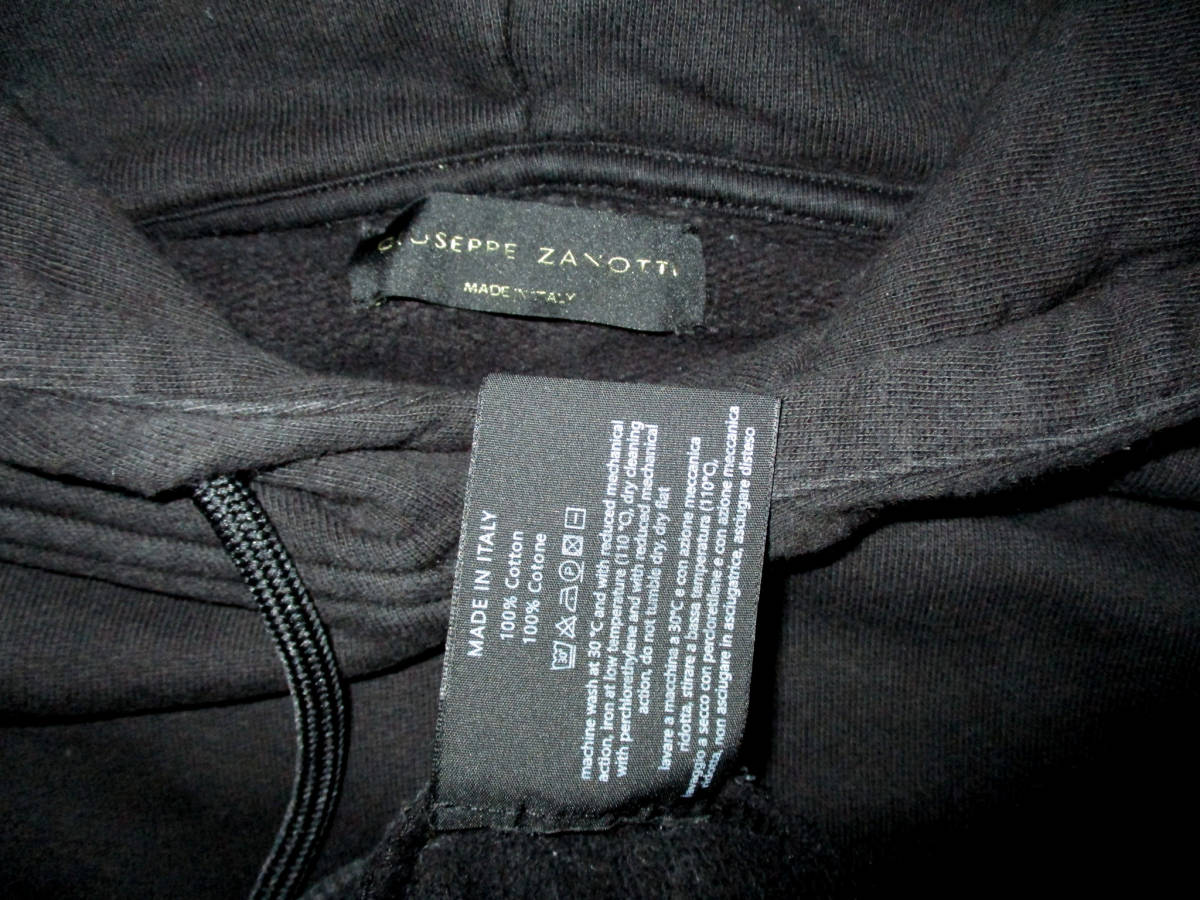 GIUSEPPE ZANOTTI
MADE IN ITALY
MADE IN ITALY
100% Cotton
100% Cotone
30°
P
machine wash at 30 °C and with reduced mechanical
action, iron at low temperature (110 °C), dry cleaning
with perchlorethylene and with reduced mechanical
action, do not tumble dry, dry flat
lavare a macchina a 30°C e con azione meccanica
ridotta, stirare a bassa temperatura (110°C),
lavaggio a secco con percloretilene e con azione meccanica
ridotta, non asciugare in asciugatrice, asciugare disteso